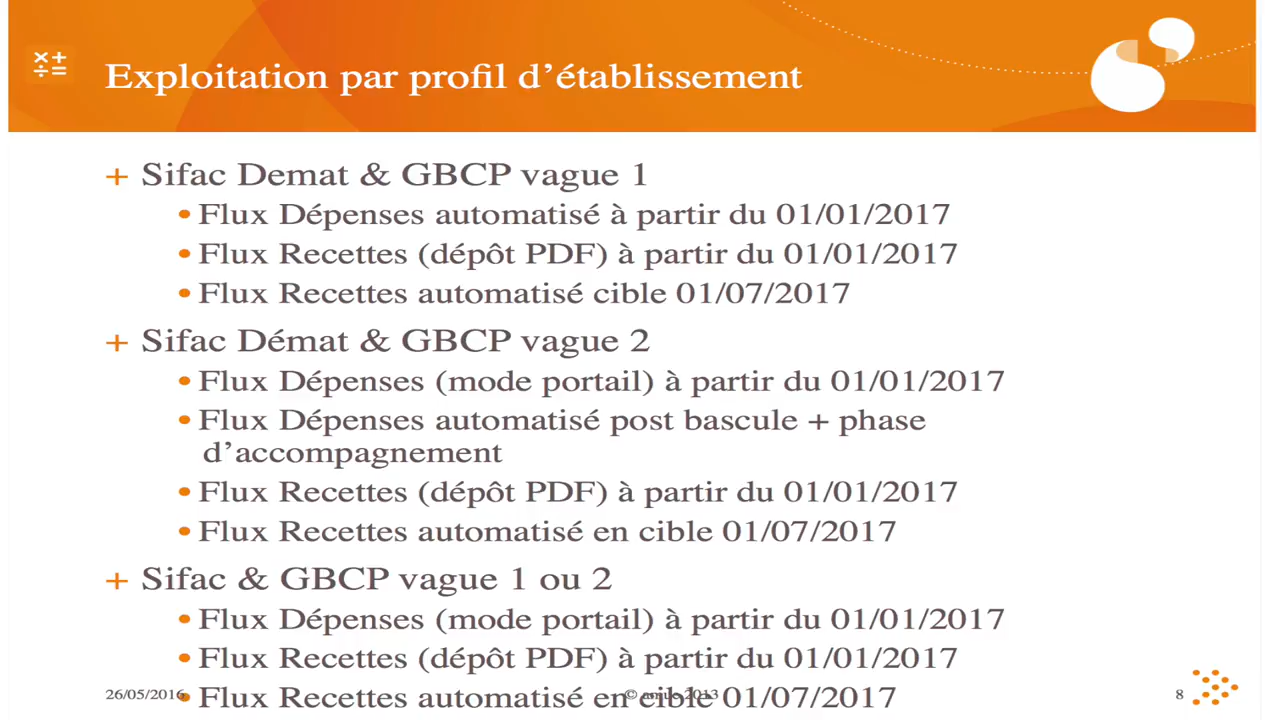 Exploitation par profil d’établissement
+ Sifac Demat & GBCP vague 1
• Flux Dépenses automatisé à partir du 01/01/2017
• Flux Recettes (dépôt PDF) à partir du 01/01/2017
• Flux Recettes automatisé cible 01/07/2017
+ Sifac Démat & GBCP vague 2
• Flux Dépenses (mode portail) à partir du 01/01/2017
• Flux Dépenses automatisé post bascule + phase
d’accompagnement
• Flux Recettes (dépôt PDF) à partir du 01/01/2017
• Flux Recettes automatisé en cible 01/07/2017
+ Sifac & GBCP vague 1 ou 2
• Flux Dépenses (mode portail) à partir du 01/01/2017
• Flux Recettes (dépôt PDF) à partir du 01/01/2017
• Flux Recettes automatisé en cible 01/07/2017
26/05/2016
© amue 2013
8